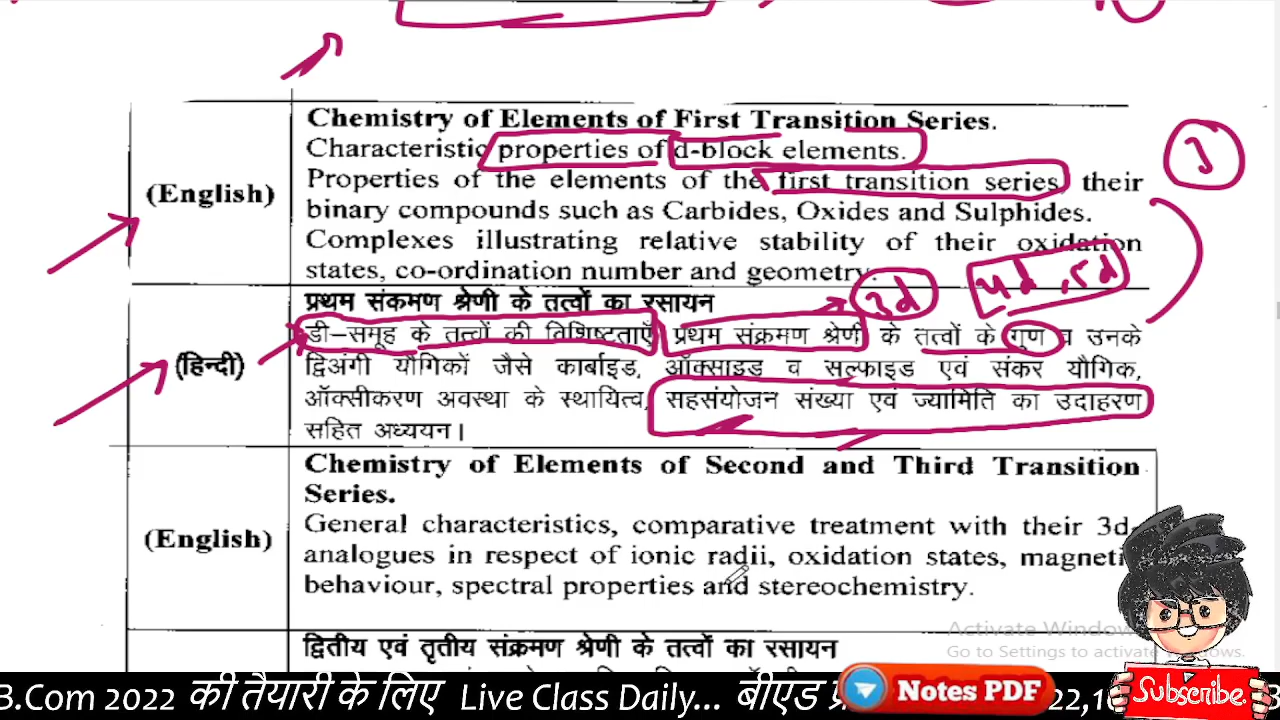 Chemistry of Elements of First Transition Series.
Characteristic properties of d-block elements.
(English)
Properties of the elements of the first transition series, their
binary compounds such as Carbides, Oxides and Sulphides.
Complexes illustrating relative stability of their oxidation
states, co-ordination number and geometry.
J
3d
4d, 5d
प्रथम संकमण श्रेणी के तत्वों का रसायन
(हिन्दी)
डी-समूह के तत्वों की विशिष्टताएँ, प्रथम संक्रमण श्रेणी के तत्वों के गुण व उनके
द्विअंगी यौगिकों जैसे कार्बाइड, ऑक्साइड व सल्फाइड एवं संकर यौगिक,
ऑक्सीकरण अवस्था के स्थायित्व, सहसंयोजन संख्या एवं ज्यामिति का उदाहरण
सहित अध्ययन।
Chemistry of Elements of Second and Third Transition
Series.
(English)
General characteristics, comparative treatment with their 3d-
analogues in respect of ionic radii, oxidation states, magneti
behaviour, spectral properties and stereochemistry.
द्वितीय एवं तृतीय संक्रमण श्रेणी के तत्वों का रसायन
Activate Window
Go to Settings to activate Windows.
B.Com 2022 की तैयारी के लिए Live Class Daily... बीएड
Notes PDF
Subscribe